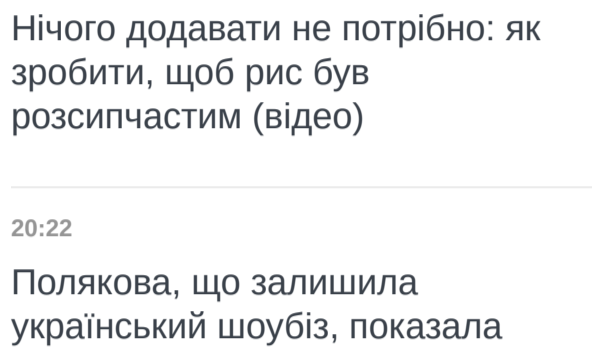 Нічого додавати не потрібно: як
зробити, щоб рис був
розсипчастим (відео)
20:22
Полякова, що залишила
український шоубіз, показала